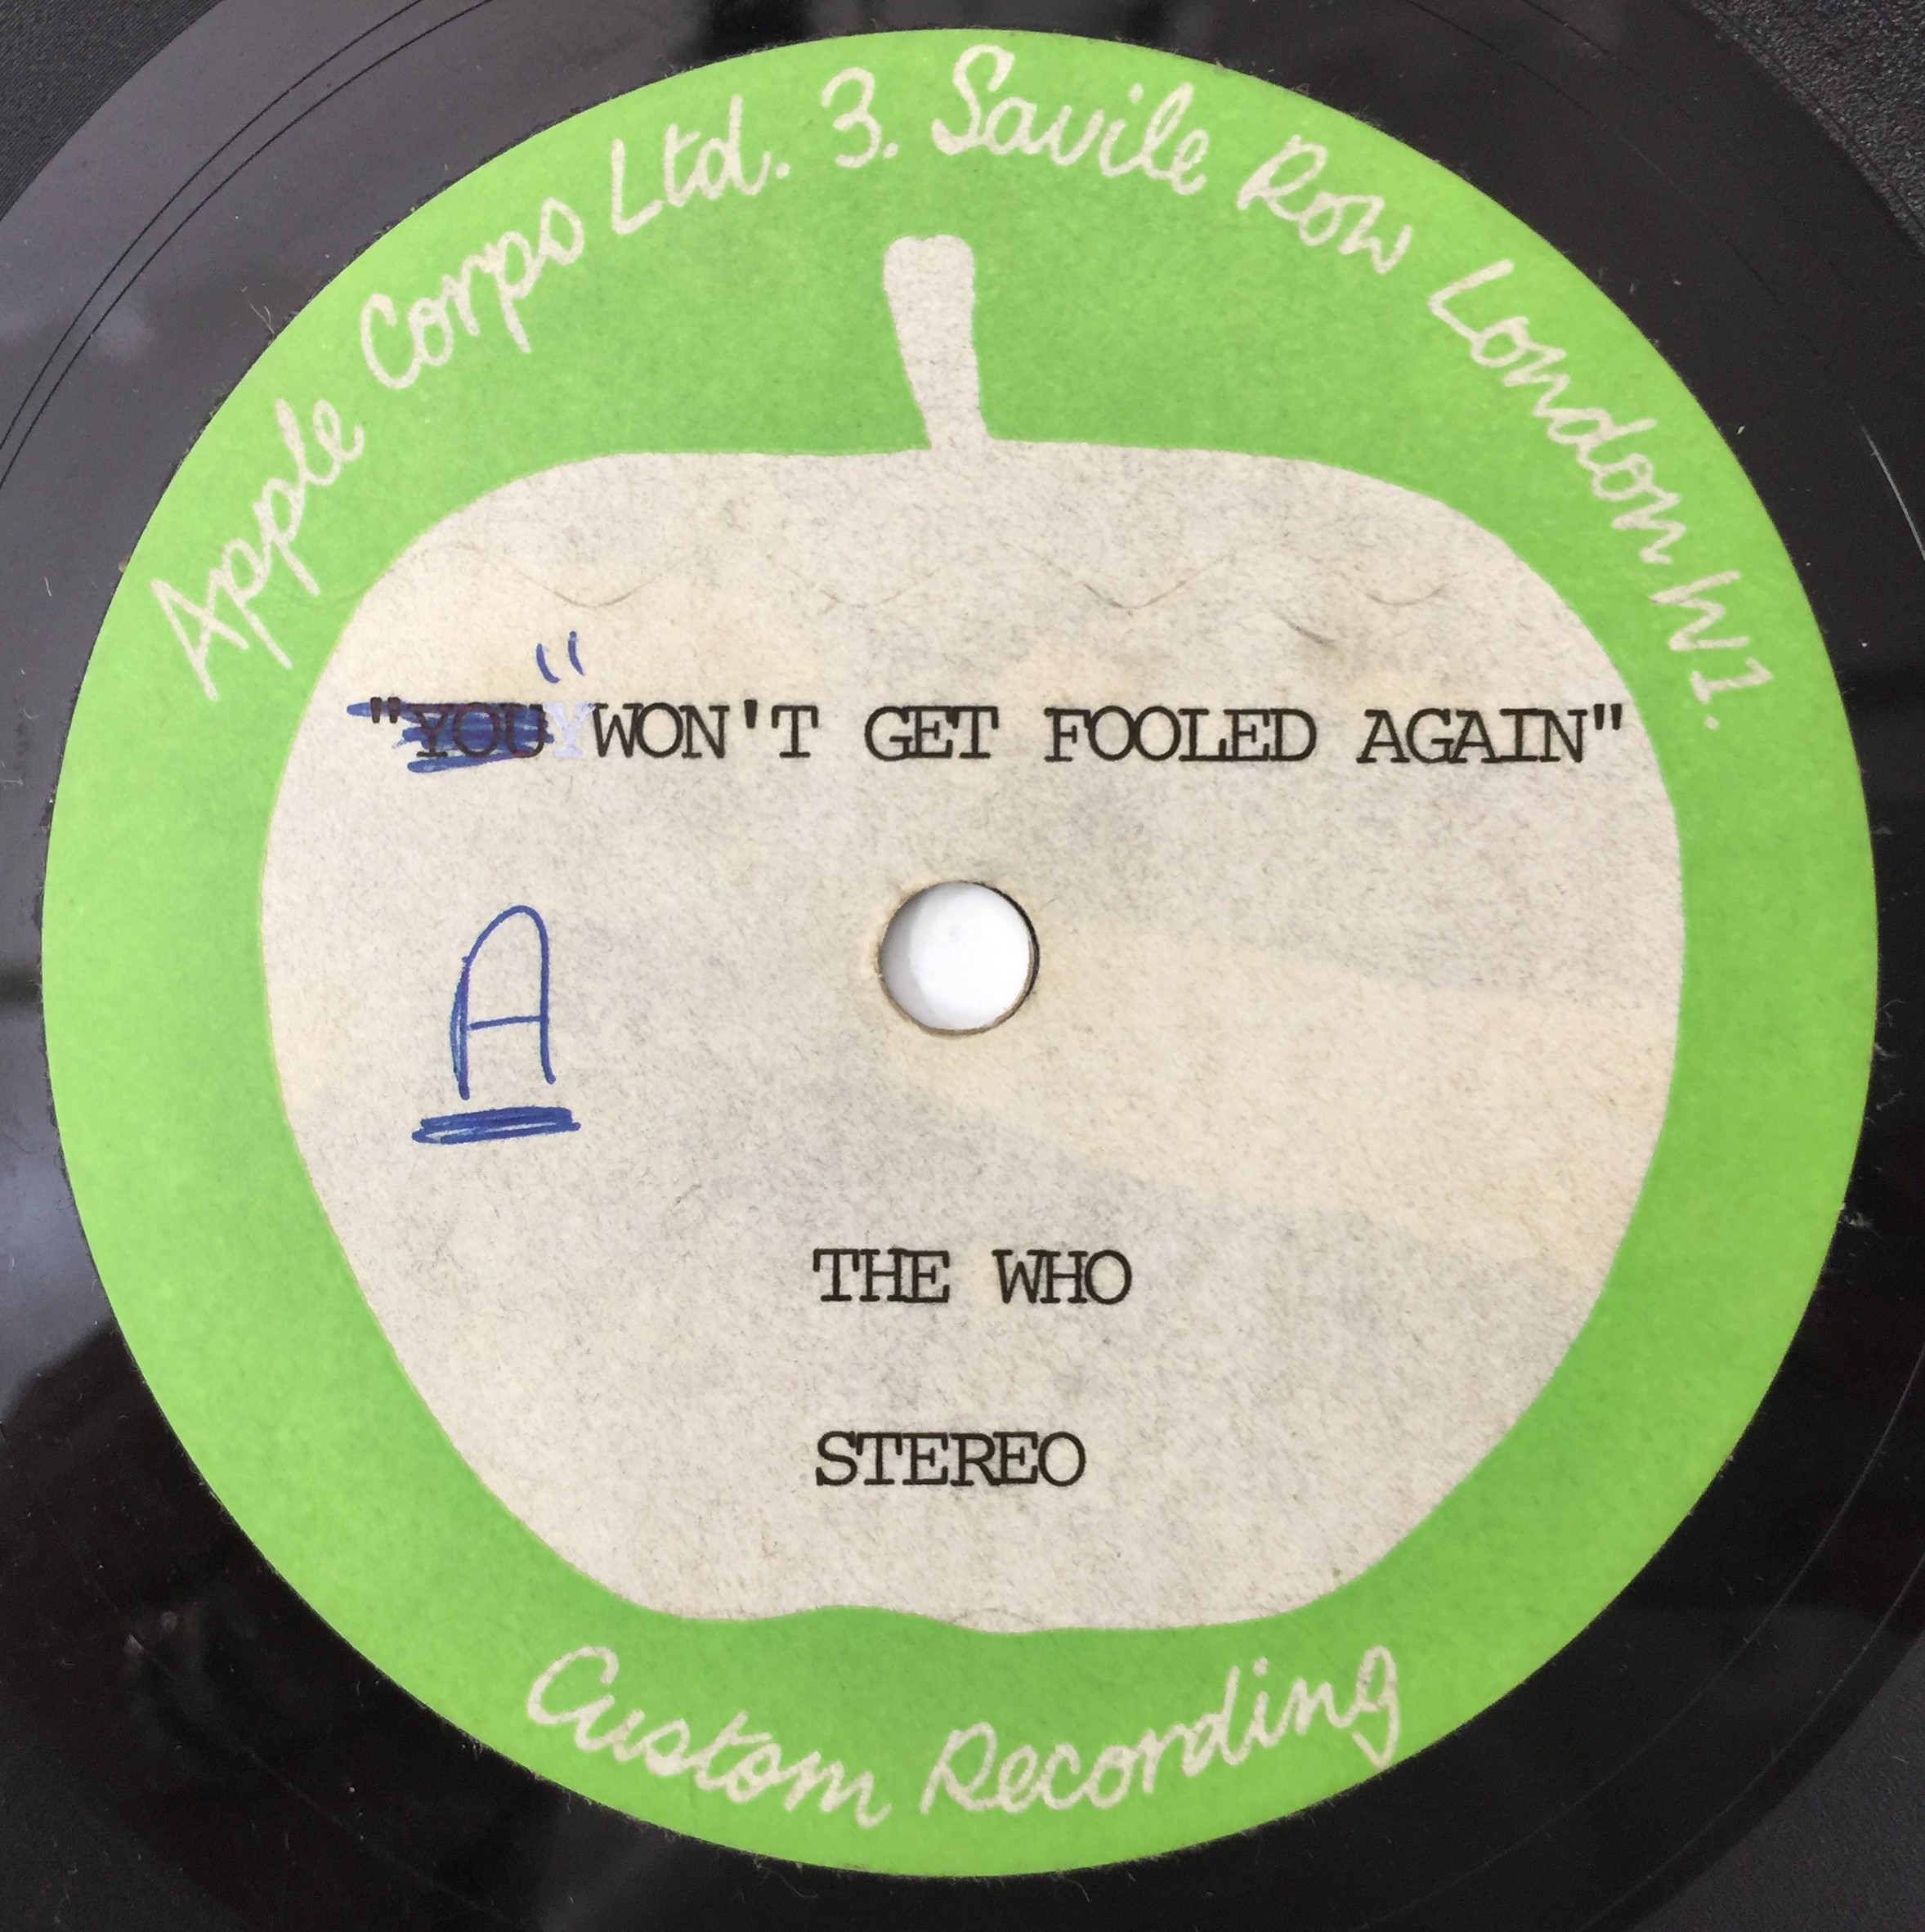 Apple Corps Ltd. 3. Savile Row London W1.
"YOU WON'T GET FOOLED AGAIN"
A
THE WHO
STEREO
Custom Recording